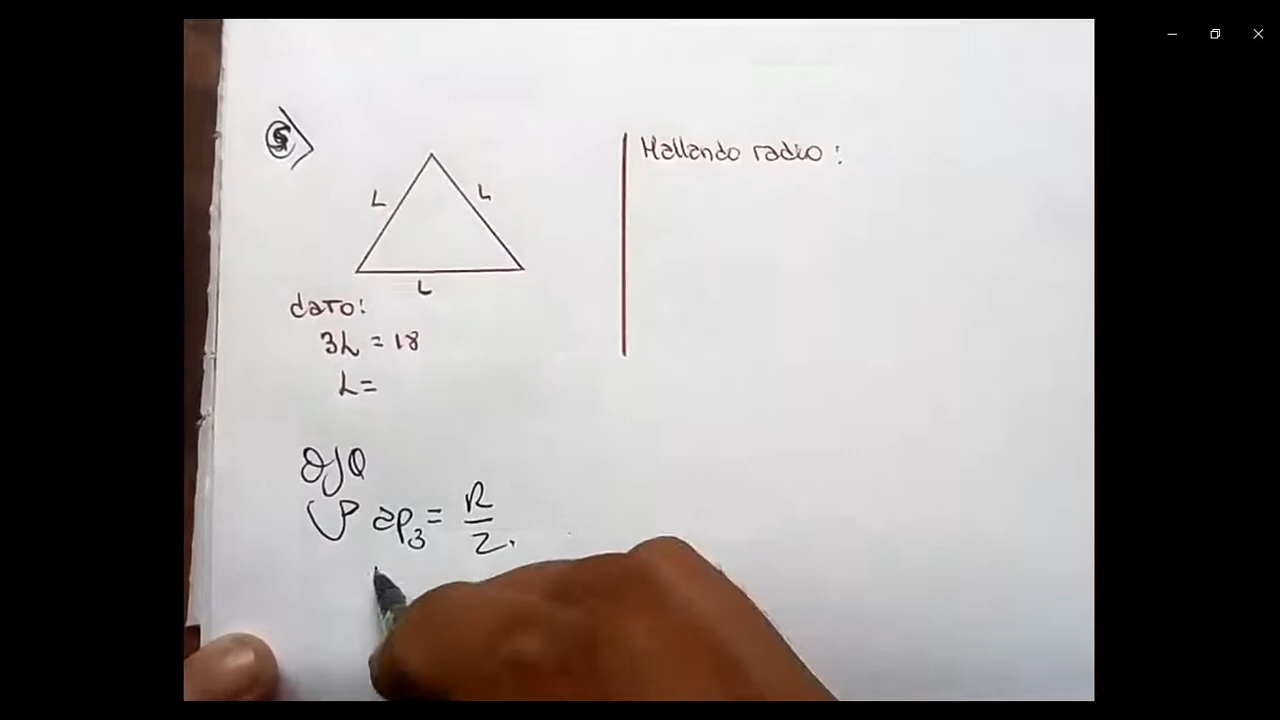 5
L
L
L
dato:
3L = 18
L=
OJO
ap₃ = R/2.
Hallando radio: